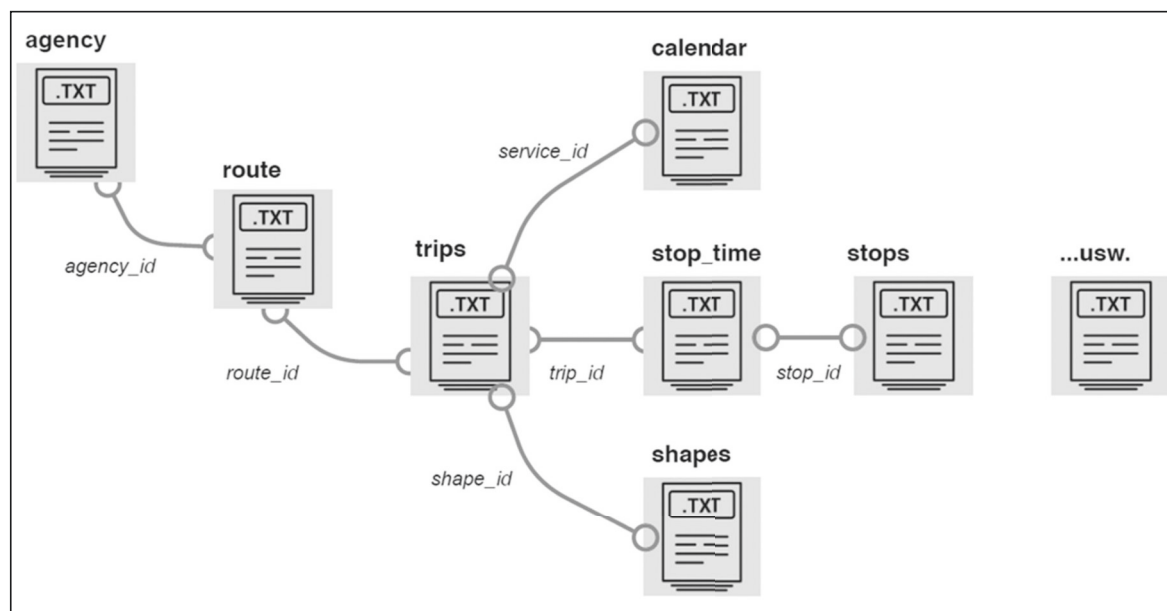 agency
.TXT
agency_id
route
.TXT
route_id
trips
.TXT
service_id
calendar
.TXT
trip_id
stop_time
.TXT
stop_id
stops
.TXT
shape_id
shapes
.TXT
...usw.
.TXT